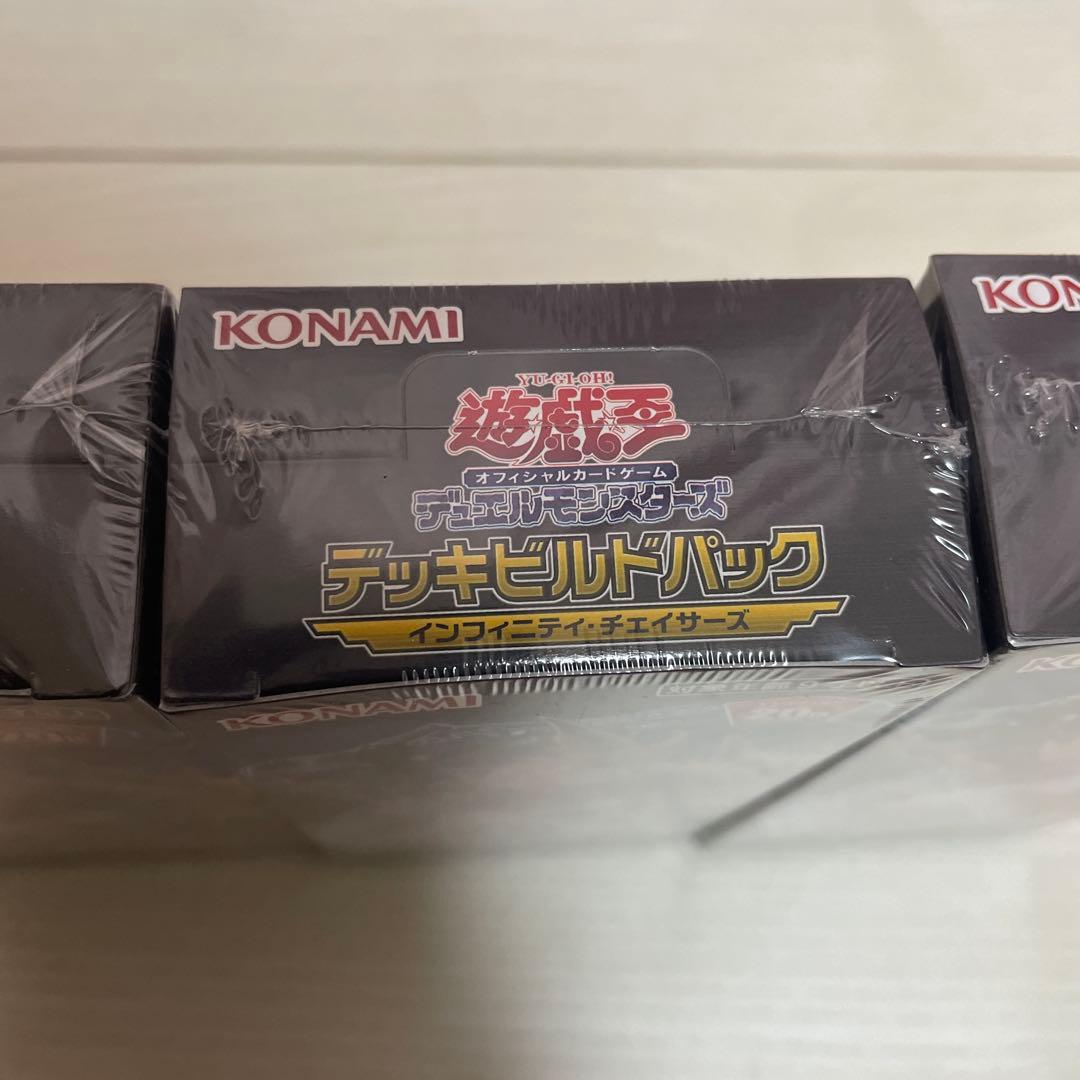 KONAMI
YU-GI-OH!
遊戯王
オフィシャルカードゲーム
デュエルモンスターズ
デッキビルドパック
インフィニティ・チェイサーズ
KON
KONAMI